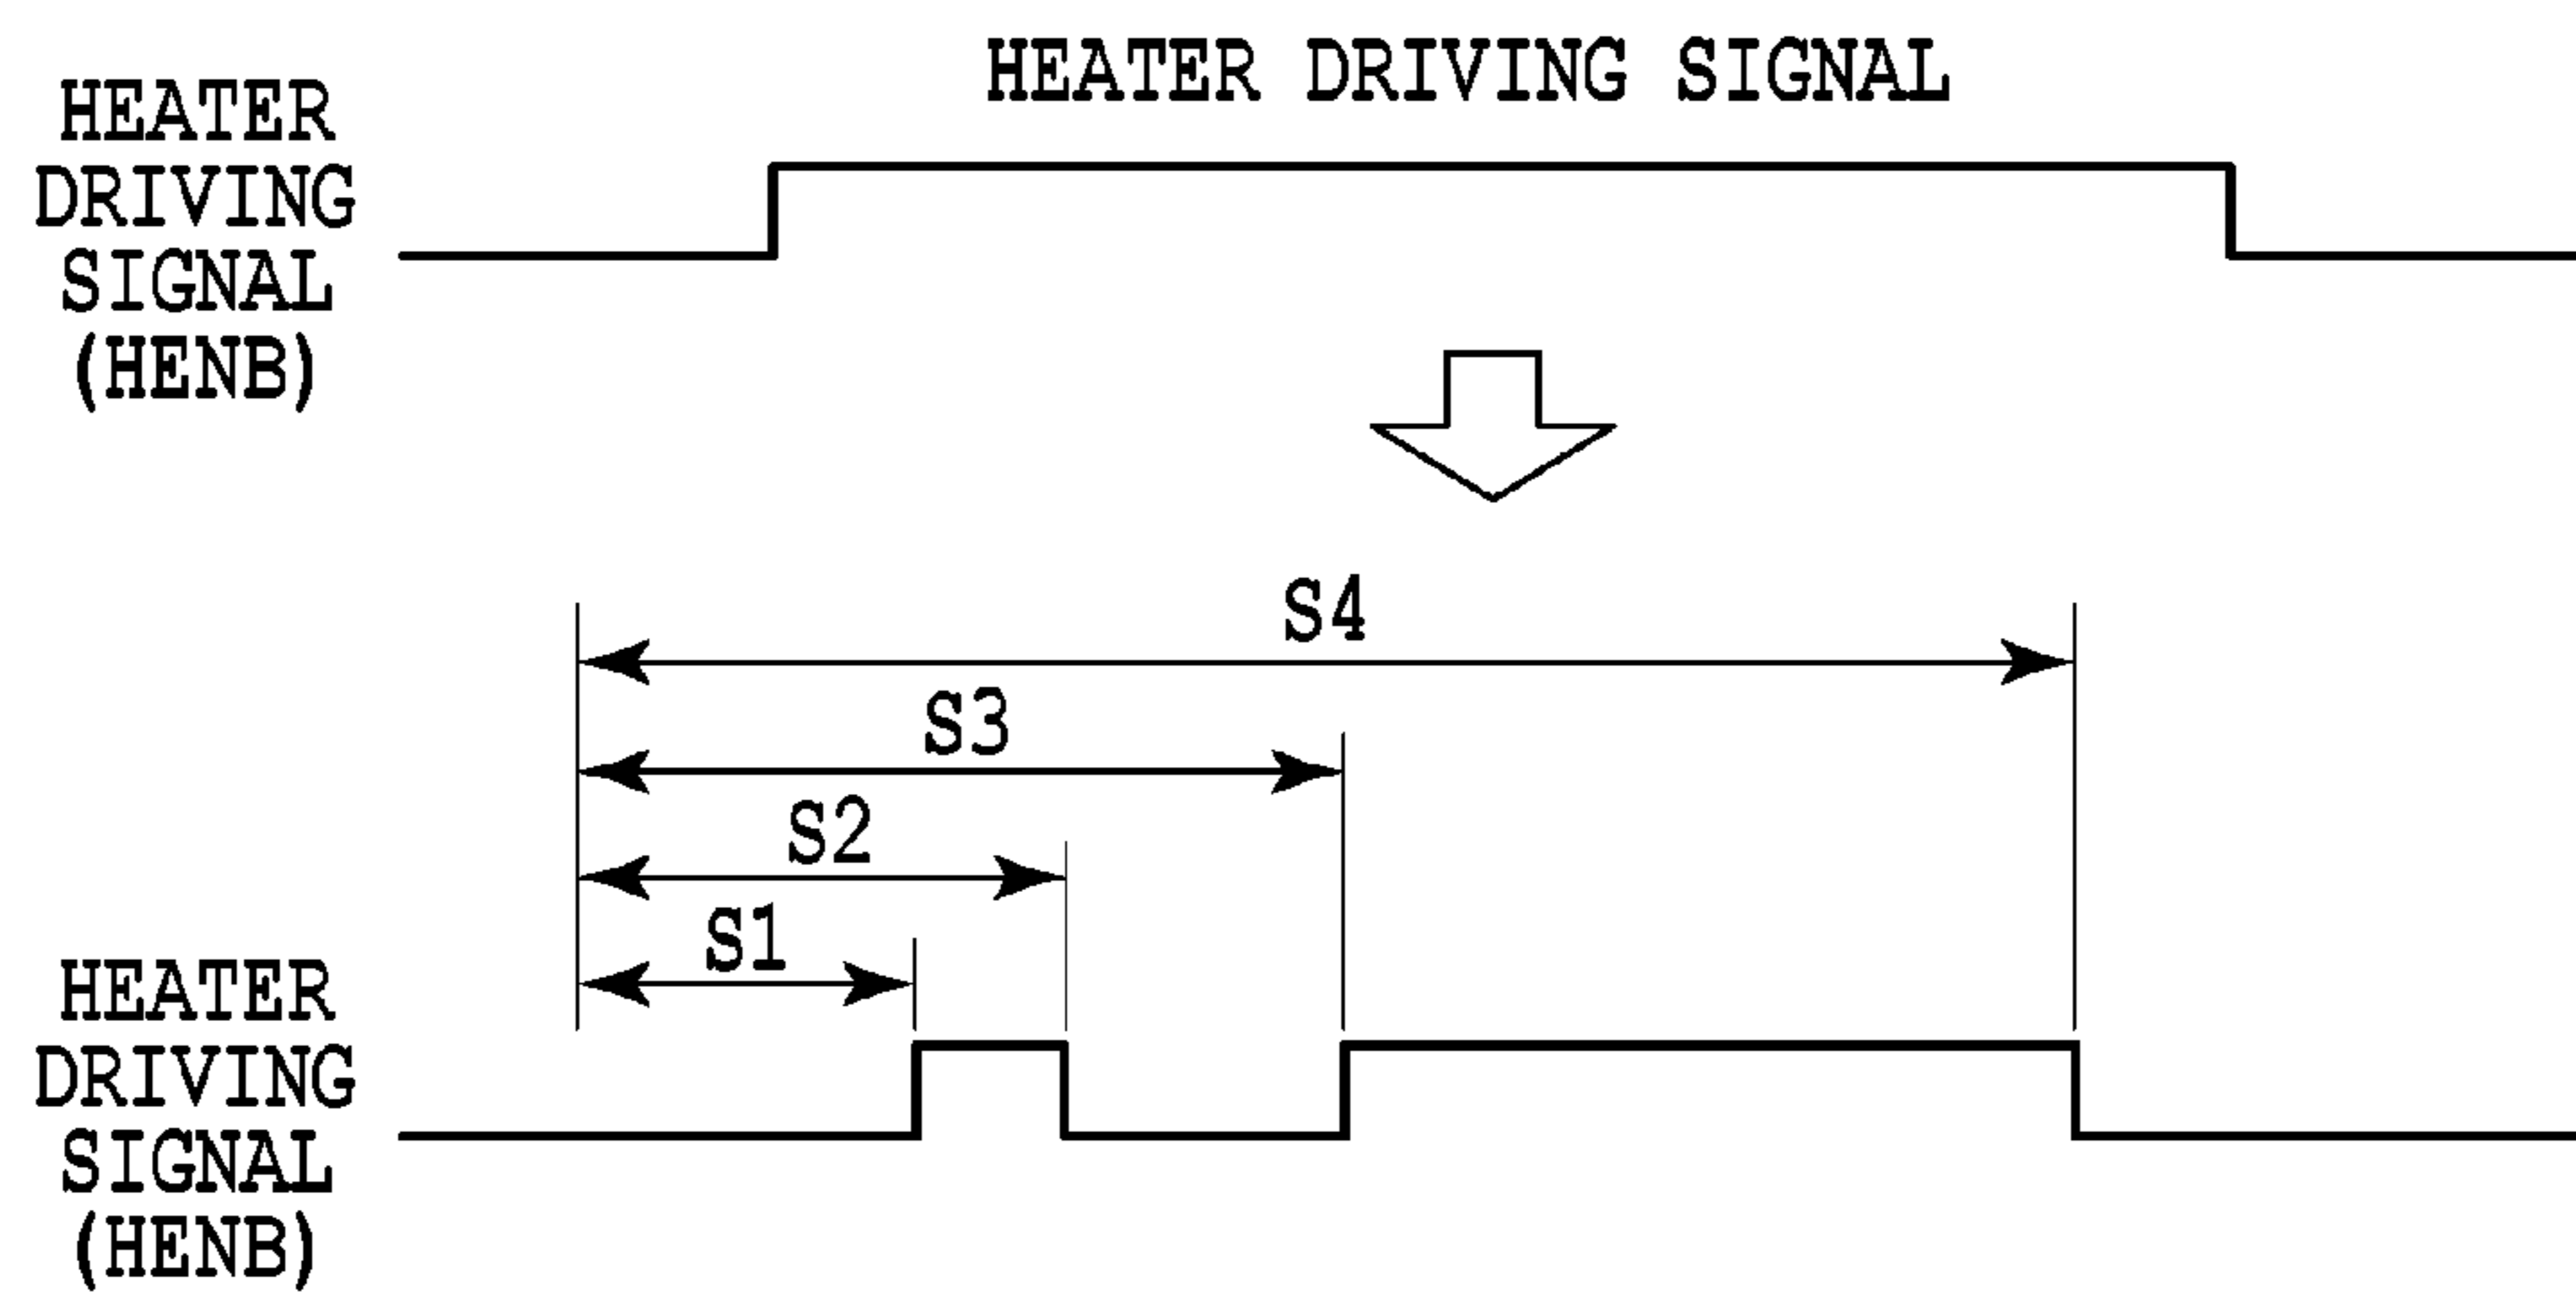 HEATER DRIVING SIGNAL
HEATER
DRIVING
SIGNAL
(HENB)
S4
S3
S2
S1
HEATER
DRIVING
SIGNAL
(HENB)